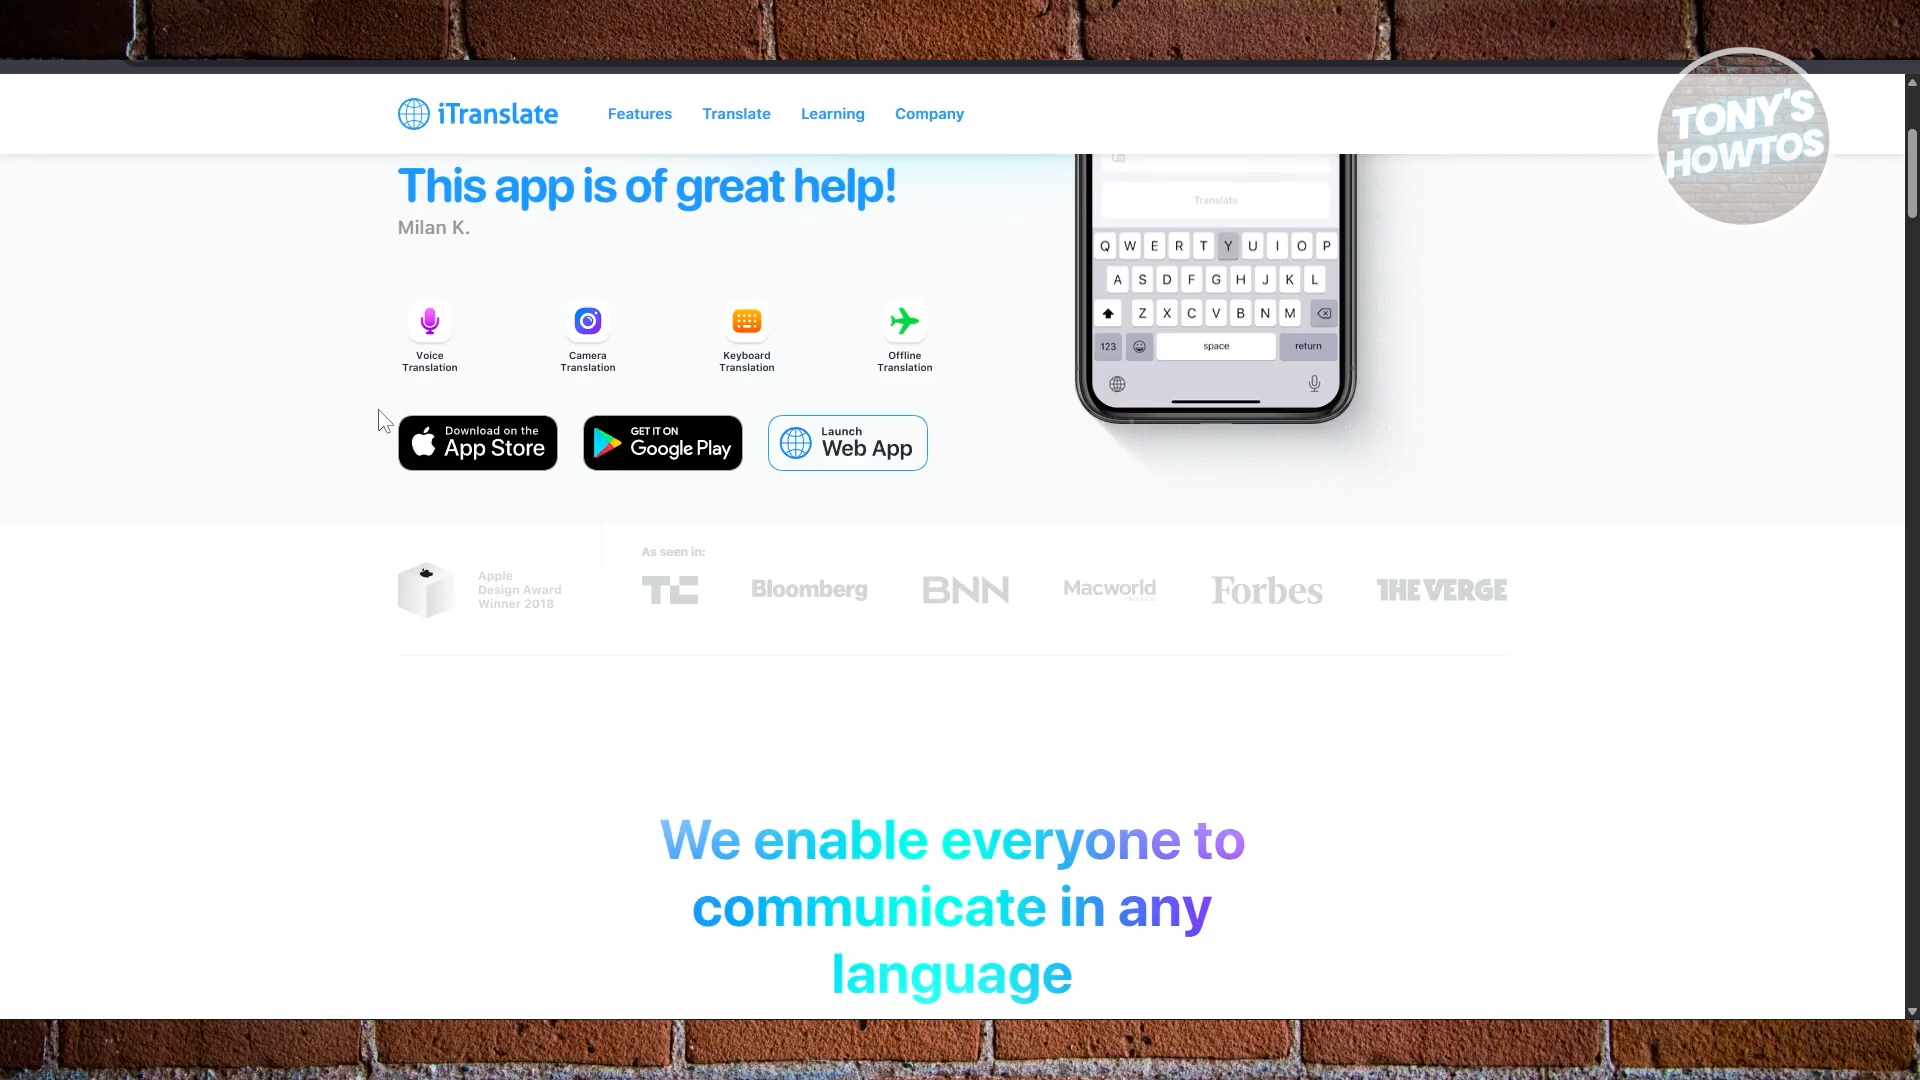 iTranslate
Features
Translate
Learning
Company
TONY'S
HOWTOS
This app is of great help!
Milan K.
Translate
Q W E R T Y U I O P
A S D F G H J K L
Z X C V B N M
123
space
return
Voice
Translation
Camera
Translation
Keyboard
Translation
Offline
Translation
Download on the
App Store
GET IT ON
Google Play
Launch
Web App
Apple
Design Award
Winner 2018
As seen in:
TC
Bloomberg
BNN
Macworld
Forbes
THE VERGE
We enable everyone to
communicate in any
language